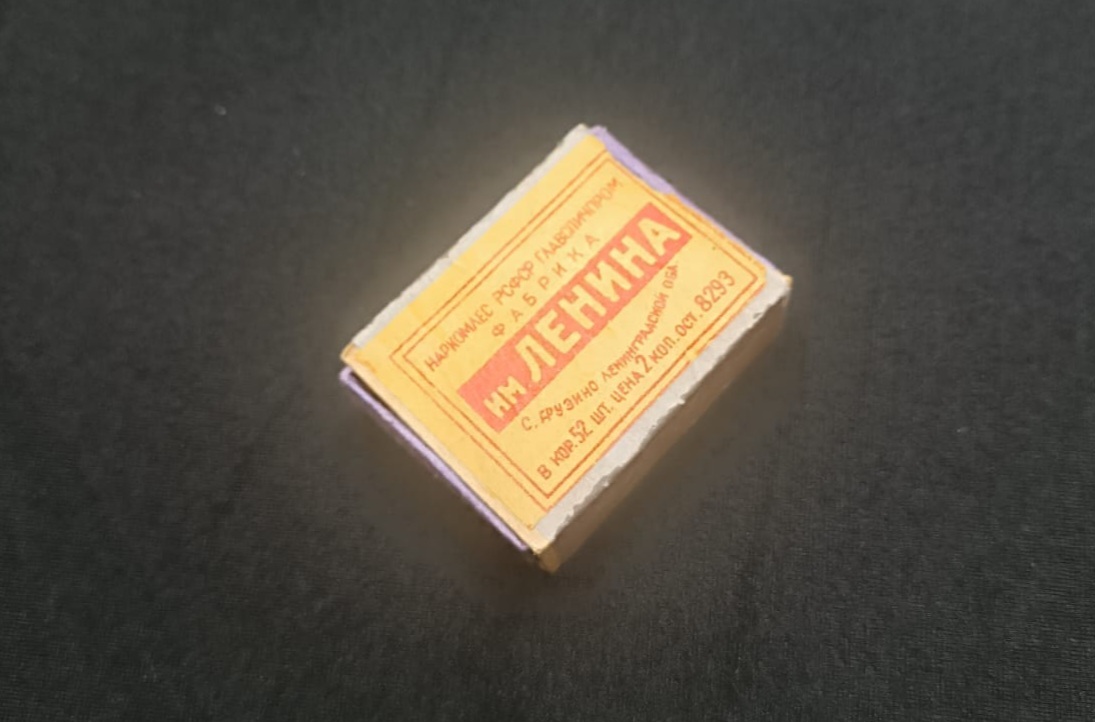 НАРКОМЛЕС РСФСР ГЛАВСПИЧПРОМ
ФАБРИКА
ИМ ЛЕНИНА
С. ГРУЗИНО ЛЕНИНГРАДСКОЙ ОБЛ
В КОР. 52 ШТ. ЦЕНА 2 КОП. ОСТ. 8293